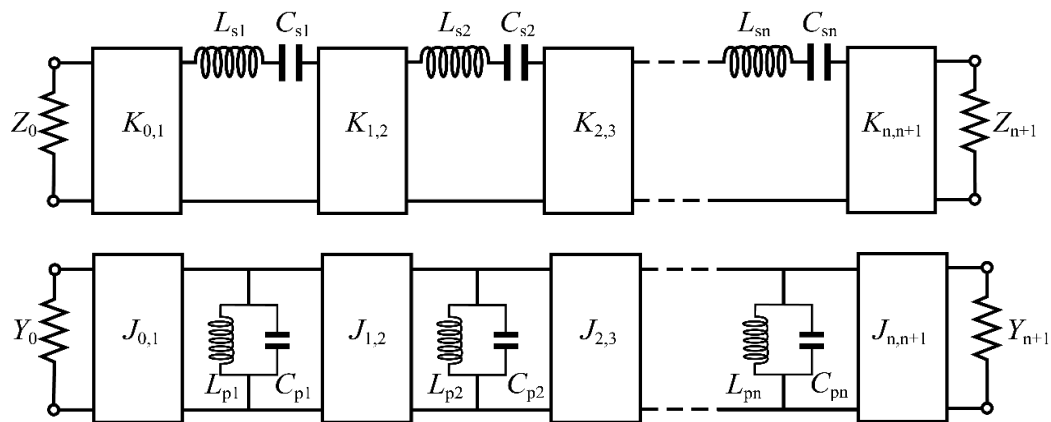 L_s1 C_s1 L_s2 C_s2 L_sn C_sn
Z_0 K_0,1 K_1,2 K_2,3 K_n,n+1 Z_n+1
Y_0 J_0,1 J_1,2 J_2,3 J_n,n+1 Y_n+1
L_p1 C_p1 L_p2 C_p2 L_pn C_pn